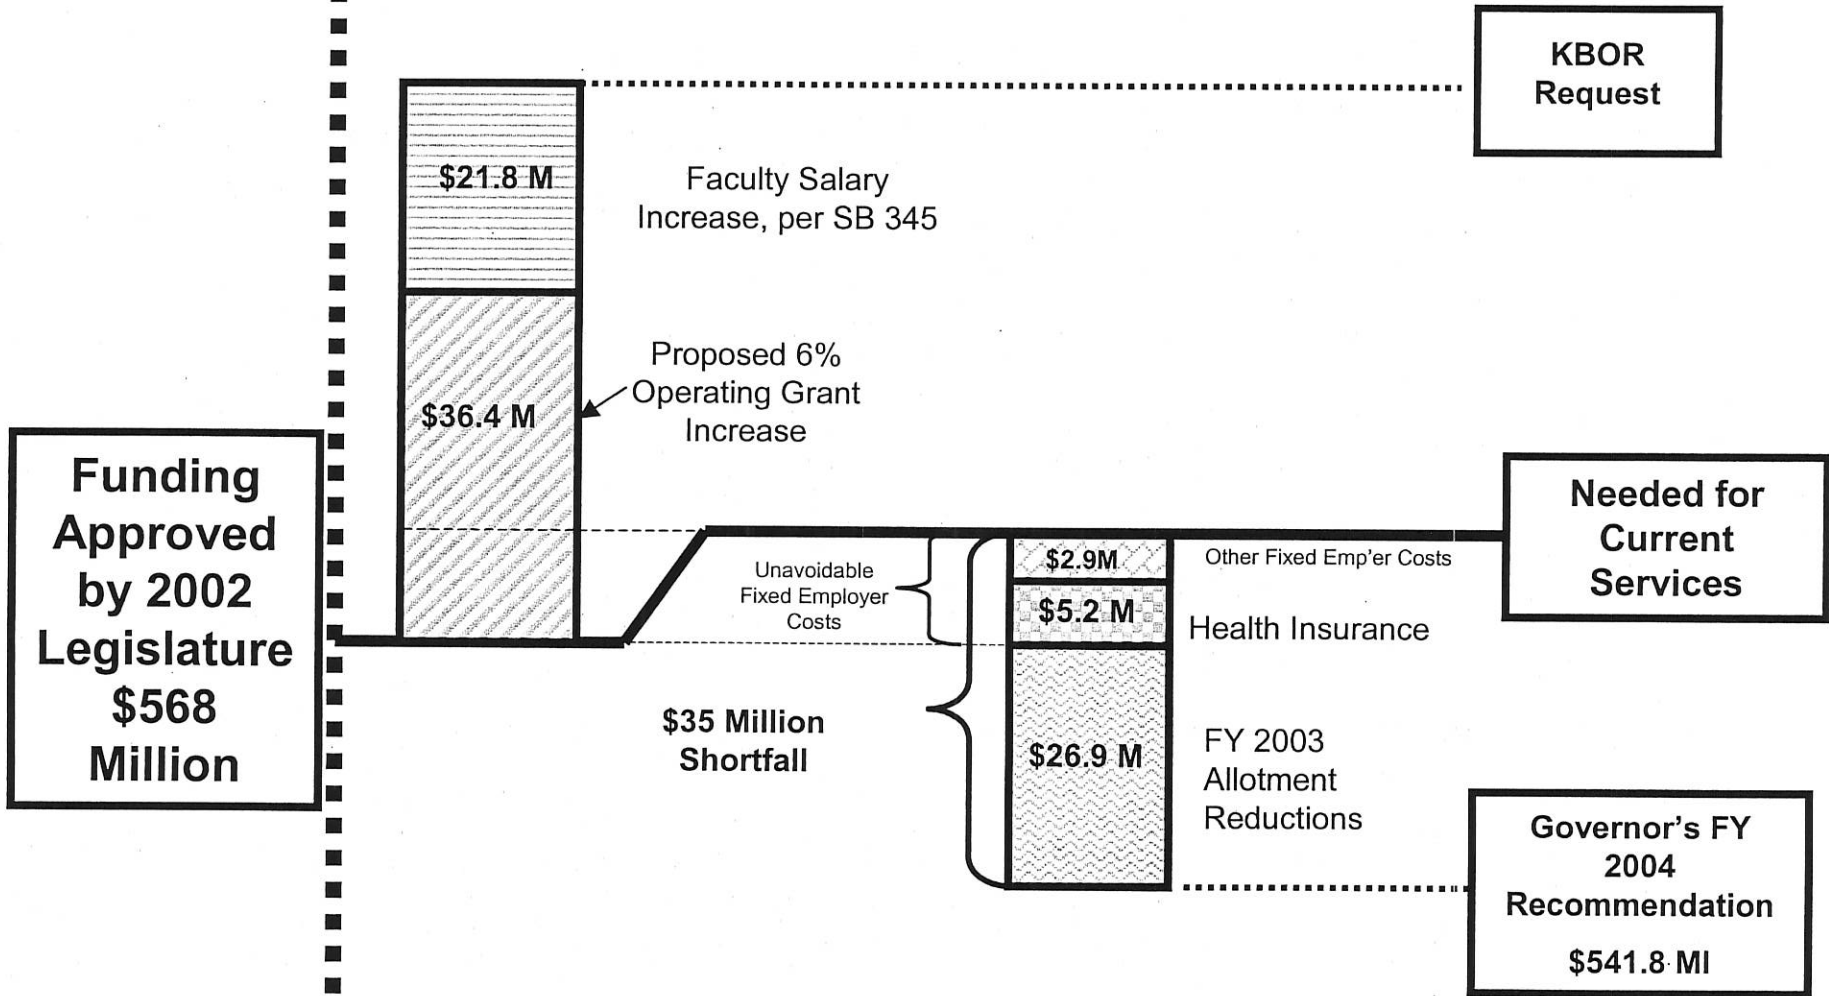 KBOR
Request
$21.8 M
Faculty Salary
Increase, per SB 345
Proposed 6%
Operating Grant
Increase
$36.4 M
Funding
Approved
by 2002
Legislature
$568
Million
Needed for
Current
Services
Unavoidable
Fixed Employer
Costs
$2.9M
Other Fixed Emp'er Costs
$5.2 M
Health Insurance
$35 Million
Shortfall
$26.9 M
FY 2003
Allotment
Reductions
Governor's FY
2004
Recommendation
$541.8 MI